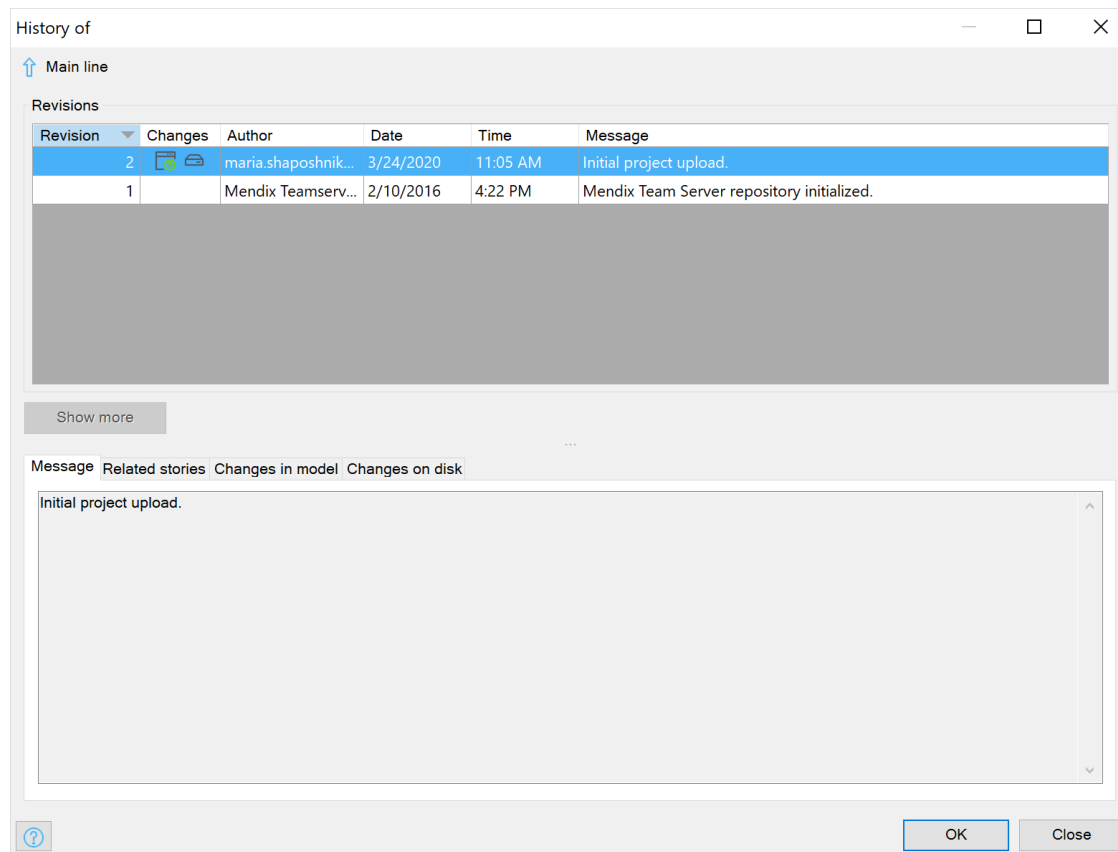 History of
Main line
Revisions
Revision Changes Author Date Time Message
2 maria.shaposhnik... 3/24/2020 11:05 AM Initial project upload.
1 Mendix Teamserv... 2/10/2016 4:22 PM Mendix Team Server repository initialized.
Show more
...
Message Related stories Changes in model Changes on disk
Initial project upload.
? OK Close